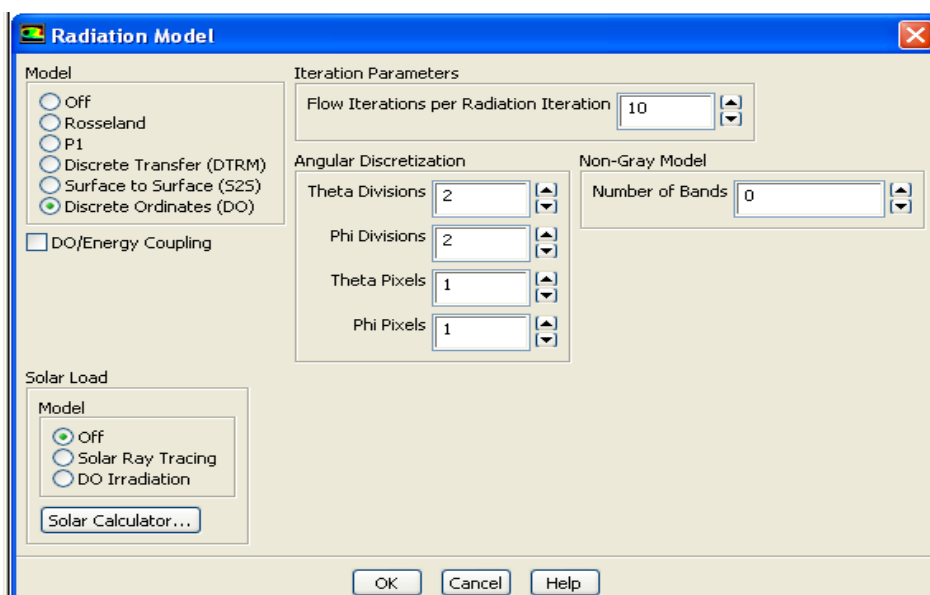 Radiation Model
Model
Off
Rosseland
P1
Discrete Transfer (DTRM)
Surface to Surface (S2S)
Discrete Ordinates (DO)
DO/Energy Coupling
Iteration Parameters
Flow Iterations per Radiation Iteration 10
Angular Discretization
Theta Divisions 2
Phi Divisions 2
Theta Pixels 1
Phi Pixels 1
Non-Gray Model
Number of Bands 0
Solar Load
Model
Off
Solar Ray Tracing
DO Irradiation
Solar Calculator...
OK Cancel Help